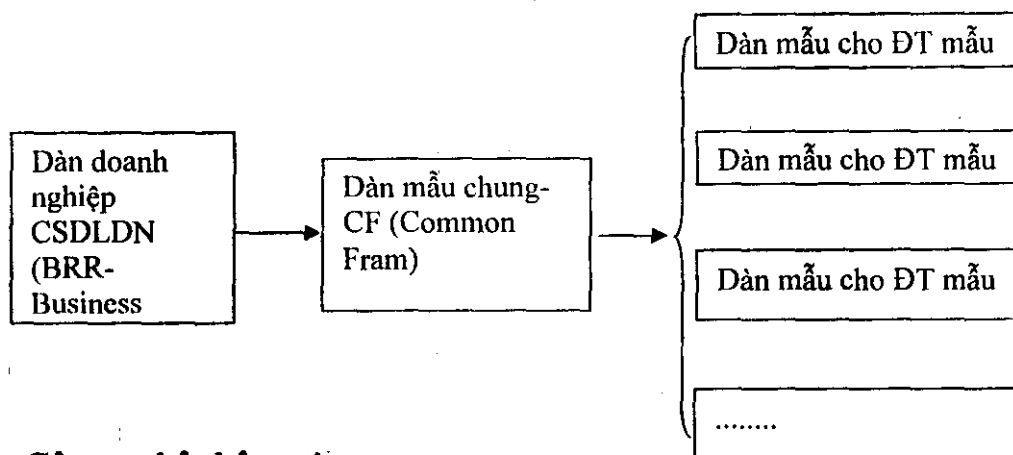 Dàn doanh
nghiệp
CSDLDN
(BRR-
Business
Dàn mẫu chung-
CF (Common
Fram)
Dàn mẫu cho ĐT mẫu
Dàn mẫu cho ĐT mẫu
Dàn mẫu cho ĐT mẫu
........